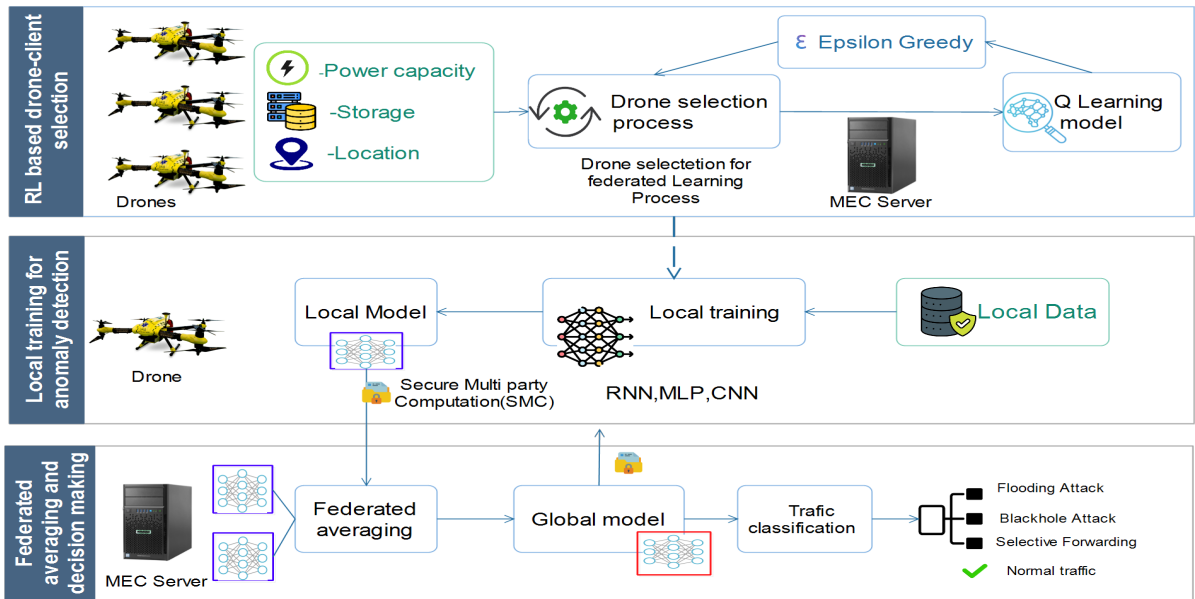 RL based drone-client
selection
Drones
-Power capacity
-Storage
-Location
Drone selection
process
Drone selectetion for
federated Learning
Process
ε Epsilon Greedy
Q Learning
model
MEC Server
Local training for
anomaly detection
Drone
Local Model
Secure Multi party
Computation(SMC)
Local training
RNN,MLP,CNN
Local Data
Federated
averaging and
decision making
MEC Server
Federated
averaging
Global model
Trafic
classification
Flooding Attack
Blackhole Attack
Selective Forwarding
Normal traffic